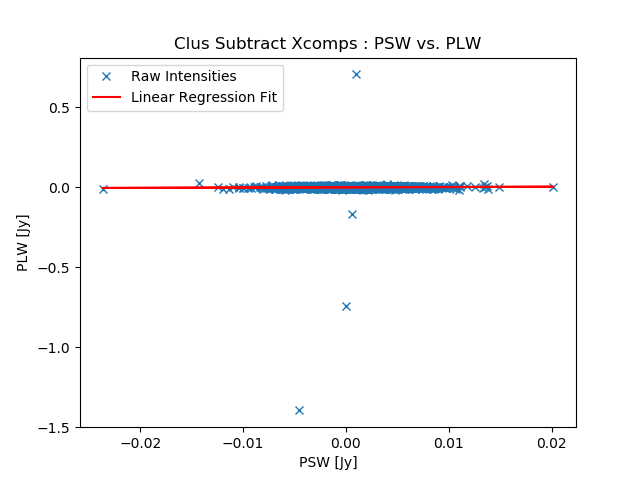 Clus Subtract Xcomps : PSW vs. PLW
Raw Intensities
Linear Regression Fit
0.5
0.0
−0.5
−1.0
−1.5
PLW [Jy]
−0.02
−0.01
0.00
0.01
0.02
PSW [Jy]